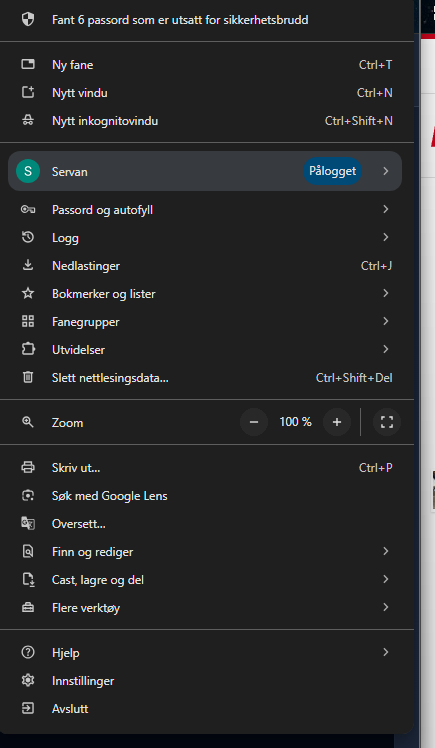 Fant 6 passord som er utsatt for sikkerhetsbrudd
Ny fane Ctrl+T
Nytt vindu Ctrl+N
Nytt inkognitovindu Ctrl+Shift+N
S Servan Pålogget
Passord og autofyll
Logg
Nedlastinger Ctrl+J
Bokmerker og lister
Fanegrupper
Utvidelser
Slett nettlesingsdata... Ctrl+Shift+Del
Zoom − 100 % +
Skriv ut... Ctrl+P
Søk med Google Lens
Oversett...
Finn og rediger
Cast, lagre og del
Flere verktøy
Hjelp
Innstillinger
Avslutt